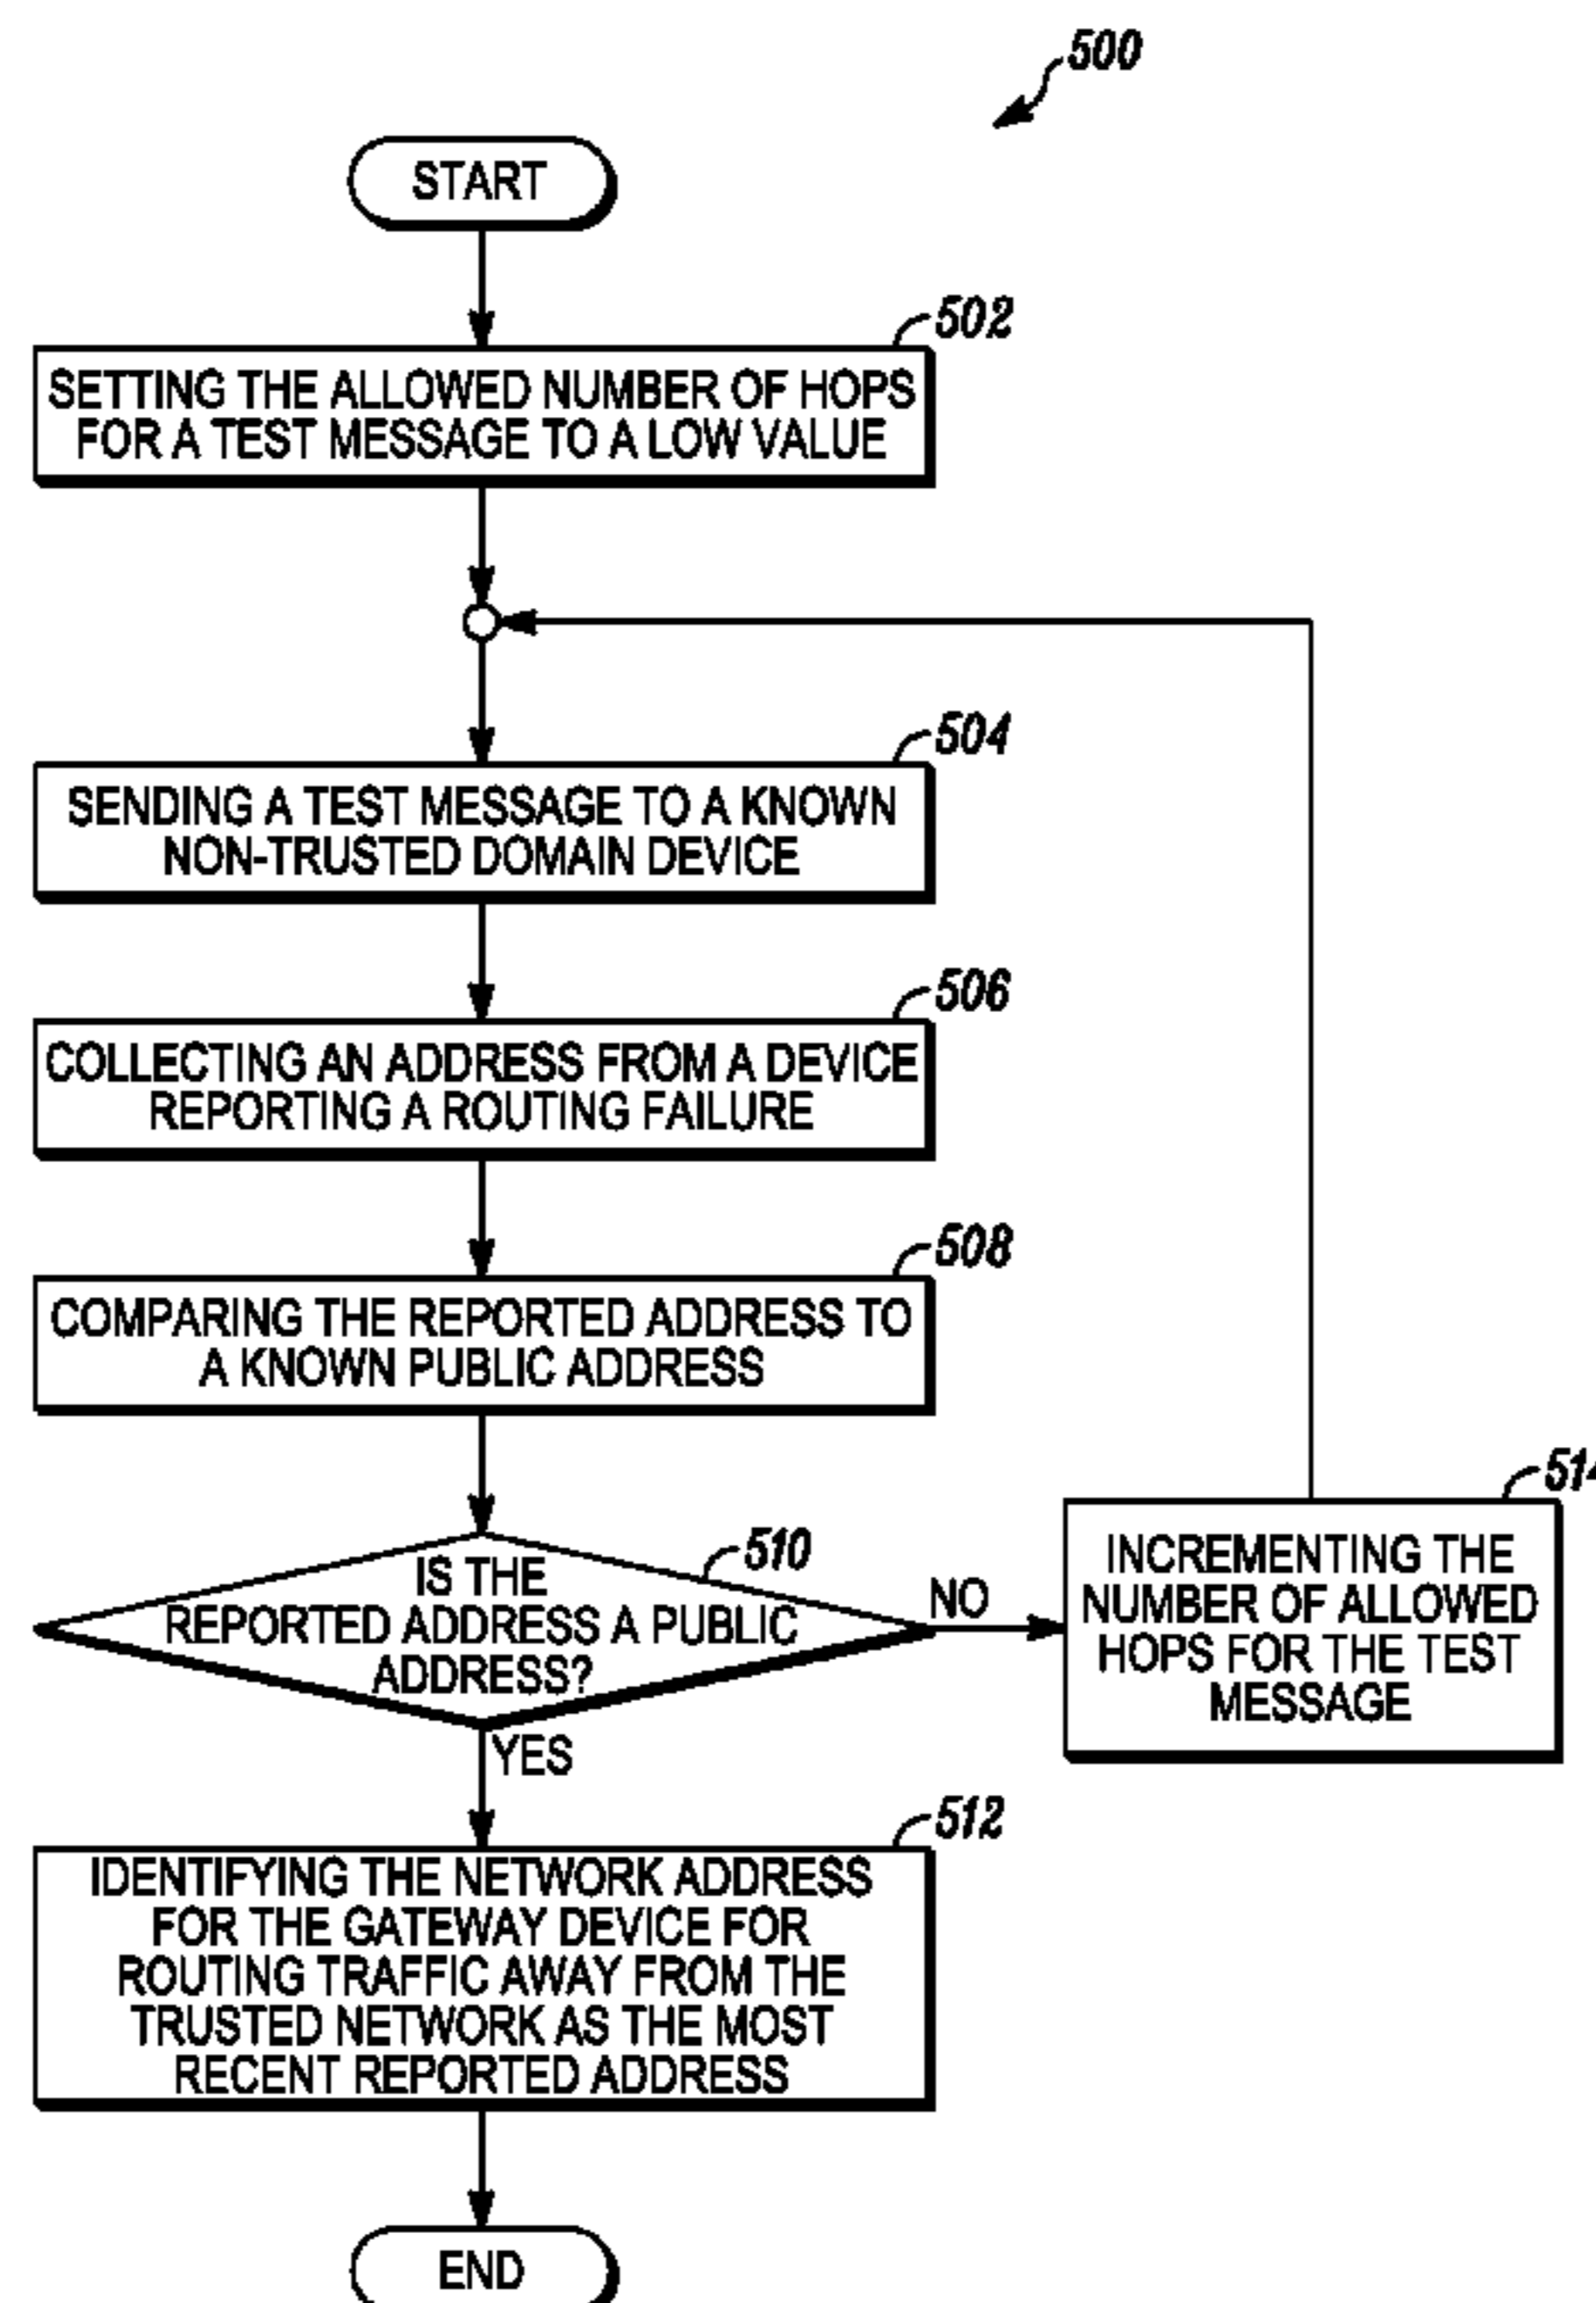 500
START
502
SETTING THE ALLOWED NUMBER OF HOPS
FOR A TEST MESSAGE TO A LOW VALUE
504
SENDING A TEST MESSAGE TO A KNOWN
NON-TRUSTED DOMAIN DEVICE
506
COLLECTING AN ADDRESS FROM A DEVICE
REPORTING A ROUTING FAILURE
508
COMPARING THE REPORTED ADDRESS TO
A KNOWN PUBLIC ADDRESS
510
IS THE
REPORTED ADDRESS A PUBLIC
ADDRESS?
NO
514
INCREMENTING THE
NUMBER OF ALLOWED
HOPS FOR THE TEST
MESSAGE
YES
512
IDENTIFYING THE NETWORK ADDRESS
FOR THE GATEWAY DEVICE FOR
ROUTING TRAFFIC AWAY FROM THE
TRUSTED NETWORK AS THE MOST
RECENT REPORTED ADDRESS
END